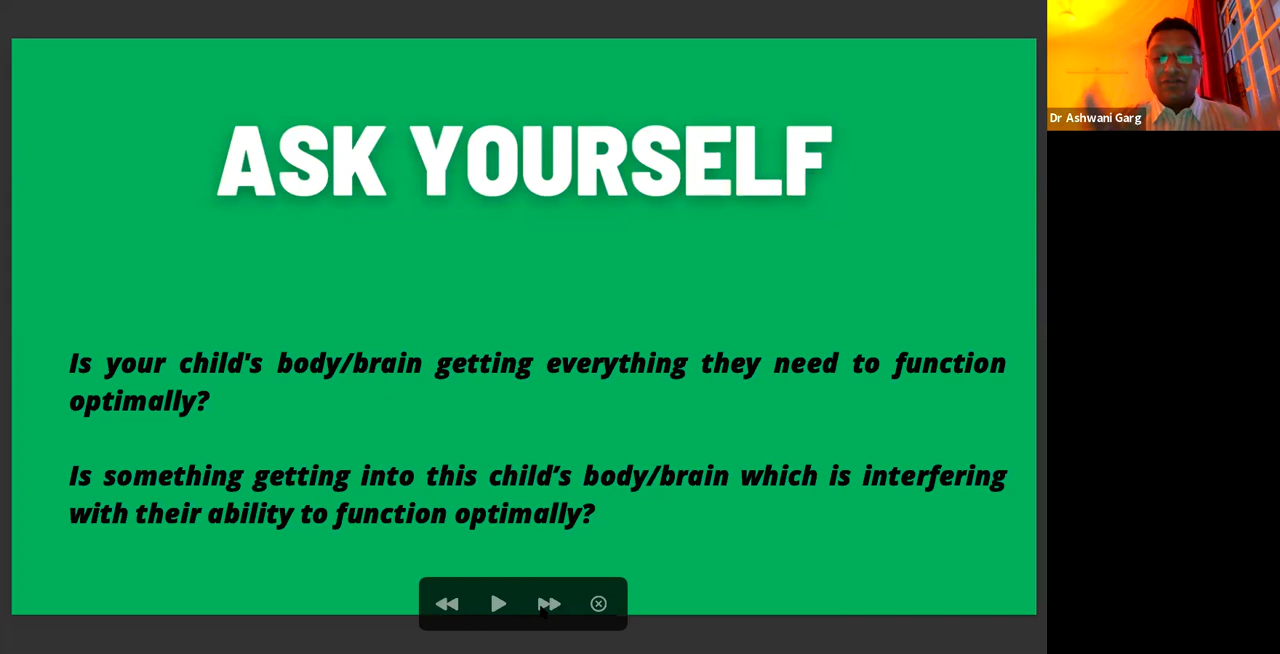 ASK YOURSELF
Is your child's body/brain getting everything they need to function
optimally?
Is something getting into this child’s body/brain which is interfering
with their ability to function optimally?
Dr Ashwani Garg